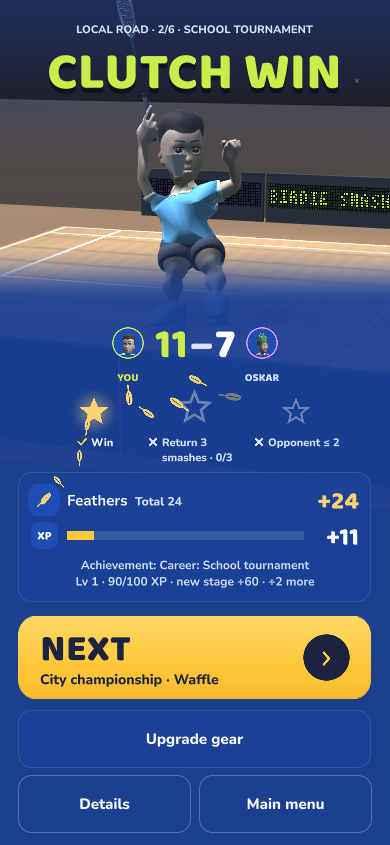 LOCAL ROAD · 2/6 · SCHOOL TOURNAMENT
CLUTCH WIN
BIRDIE SMASH
11–7
YOU
OSKAR
Win
Return 3
smashes · 0/3
Opponent ≤ 2
Feathers Total 24
+24
XP
+11
Achievement: Career: School tournament
Lv 1 · 90/100 XP · new stage +60 · +2 more
NEXT
City championship · Waffle
Upgrade gear
Details
Main menu